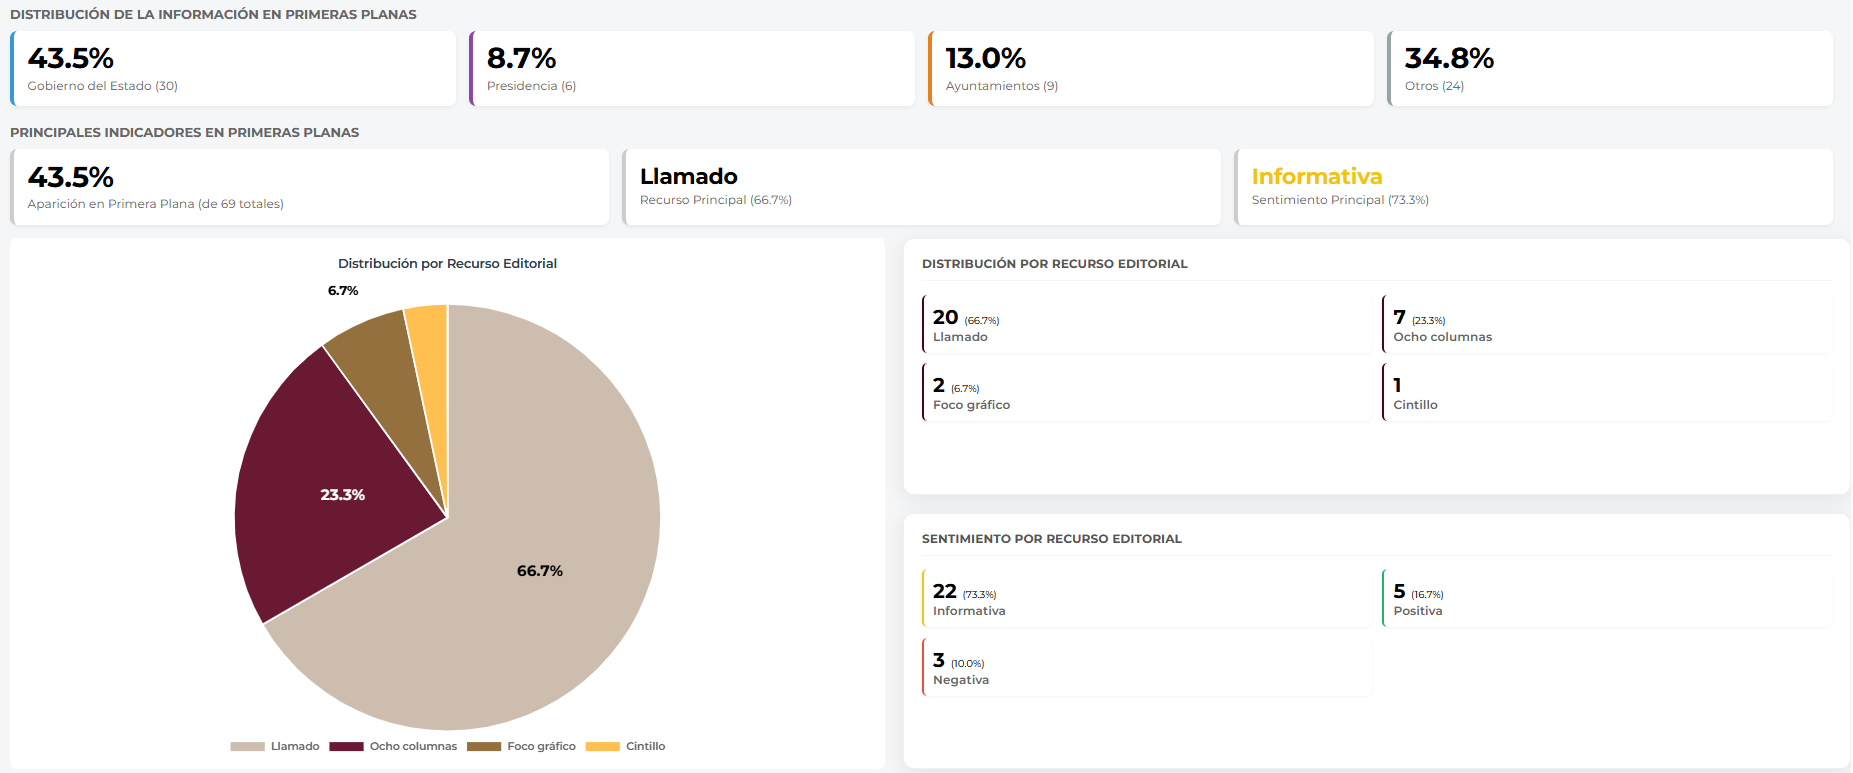 DISTRIBUCIÓN DE LA INFORMACIÓN EN PRIMERAS PLANAS
43.5%
Gobierno del Estado (30)
8.7%
Presidencia (6)
13.0%
Ayuntamientos (9)
34.8%
Otros (24)
PRINCIPALES INDICADORES EN PRIMERAS PLANAS
43.5%
Aparición en Primera Plana (de 69 totales)
Llamado
Recurso Principal (66.7%)
Informativa
Sentimiento Principal (73.3%)
Distribución por Recurso Editorial
6.7%
23.3%
66.7%
Llamado
Ocho columnas
Foco gráfico
Cintillo
DISTRIBUCIÓN POR RECURSO EDITORIAL
20 (66.7%)
Llamado
7 (23.3%)
Ocho columnas
2 (6.7%)
Foco gráfico
1
Cintillo
SENTIMIENTO POR RECURSO EDITORIAL
22 (73.3%)
Informativa
5 (16.7%)
Positiva
3 (10.0%)
Negativa